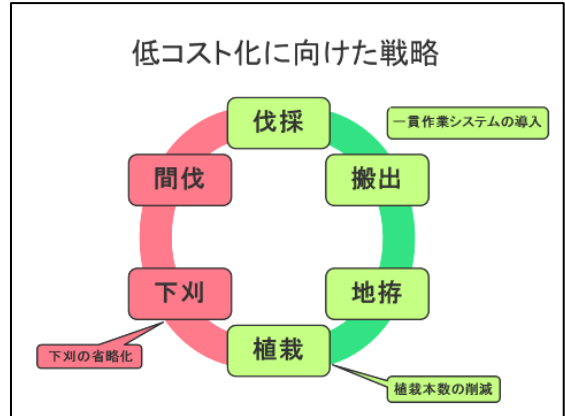 低コスト化に向けた戦略
伐採
一貫作業システムの導入
間伐
搬出
下刈
地拵
下刈の省略化
植栽
植栽本数の削減